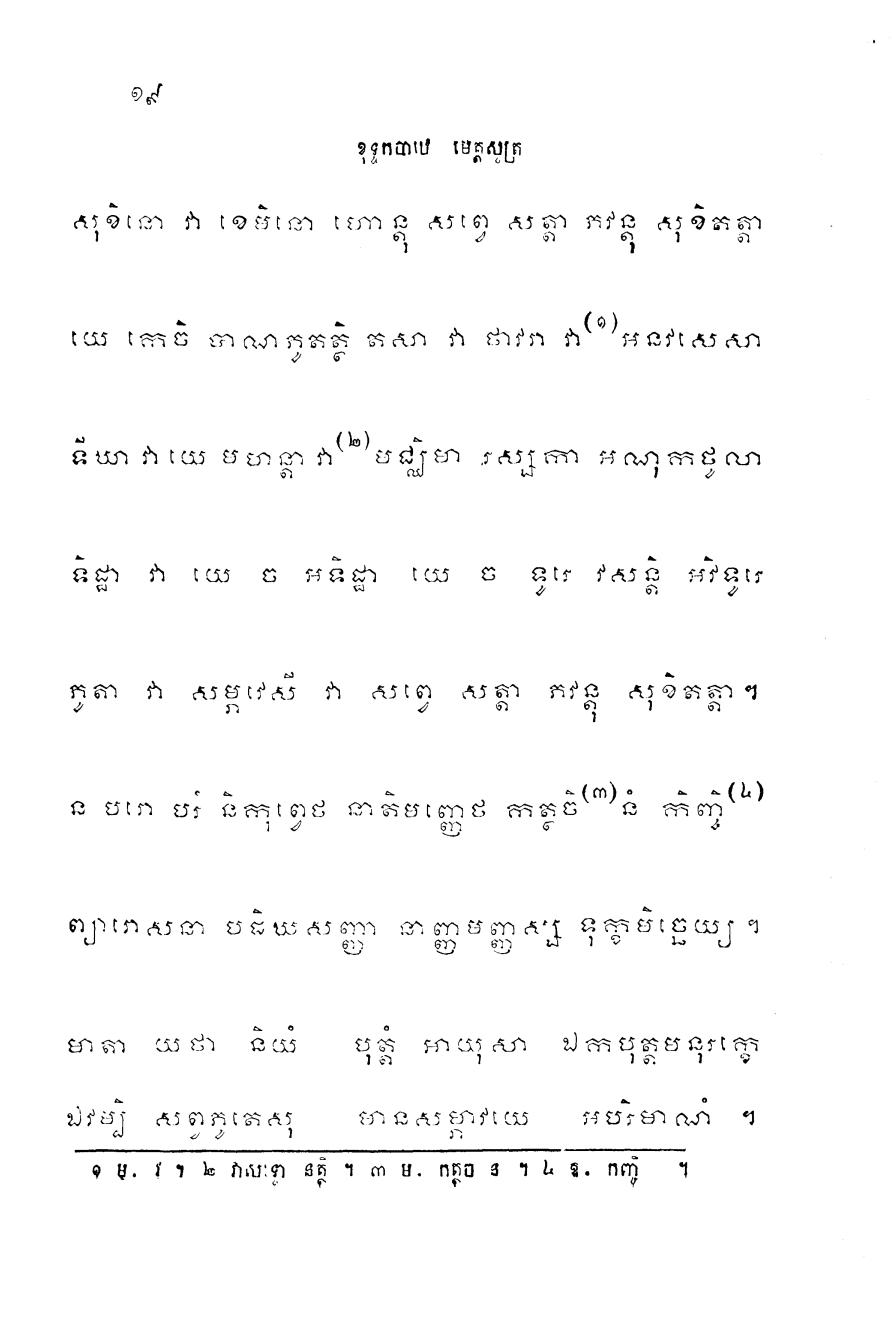 ១៩
ខុទ្ទកបាឋេ មេត្តសូត្រ
សុខិនោ វា ខេមិនោ ហោន្តុ សព្វេ សត្តា ភវន្តុ សុខិតត្តា
យេ កេចិ បាណភូតត្ថិ តសា វា ថាវរា វា(១)អនវសេសា
ទីឃា វា យេ មហន្តា វា(២)មជ្ឈិមា រស្សកា អណុកថូលា
ទិដ្ឋា វា យេ ច អទិដ្ឋា យេ ច ទូរេ វសន្តិ អវិទូរេ
ភូតា វា សម្ភវេសី វា សព្វេ សត្តា ភវន្តុ សុខិតត្តា។
ន បរោ បរំ និកុព្វេថ នាតិមញ្ញេថ កត្ថចិ(៣)នំ កិញ្ចិ(៤)
ព្យារោសនា បដិឃសញ្ញា នាញ្ញមញ្ញស្ស ទុក្ខមិច្ឆេយ្យ ។
មាតា យថា និយំ បុត្តំ អាយុសា ឯកបុត្តមនុរក្ខេ
ឯវម្បិ សព្វភូតេសុ មានសម្ភាវយេ អបរិមាណំ ។
១ ម្. វ ។ ២ វាសទ្ទោ នត្ថិ ។ ៣ ម. កត្ថច ន ។ ៤ ឱ. កញ្ចិ ។